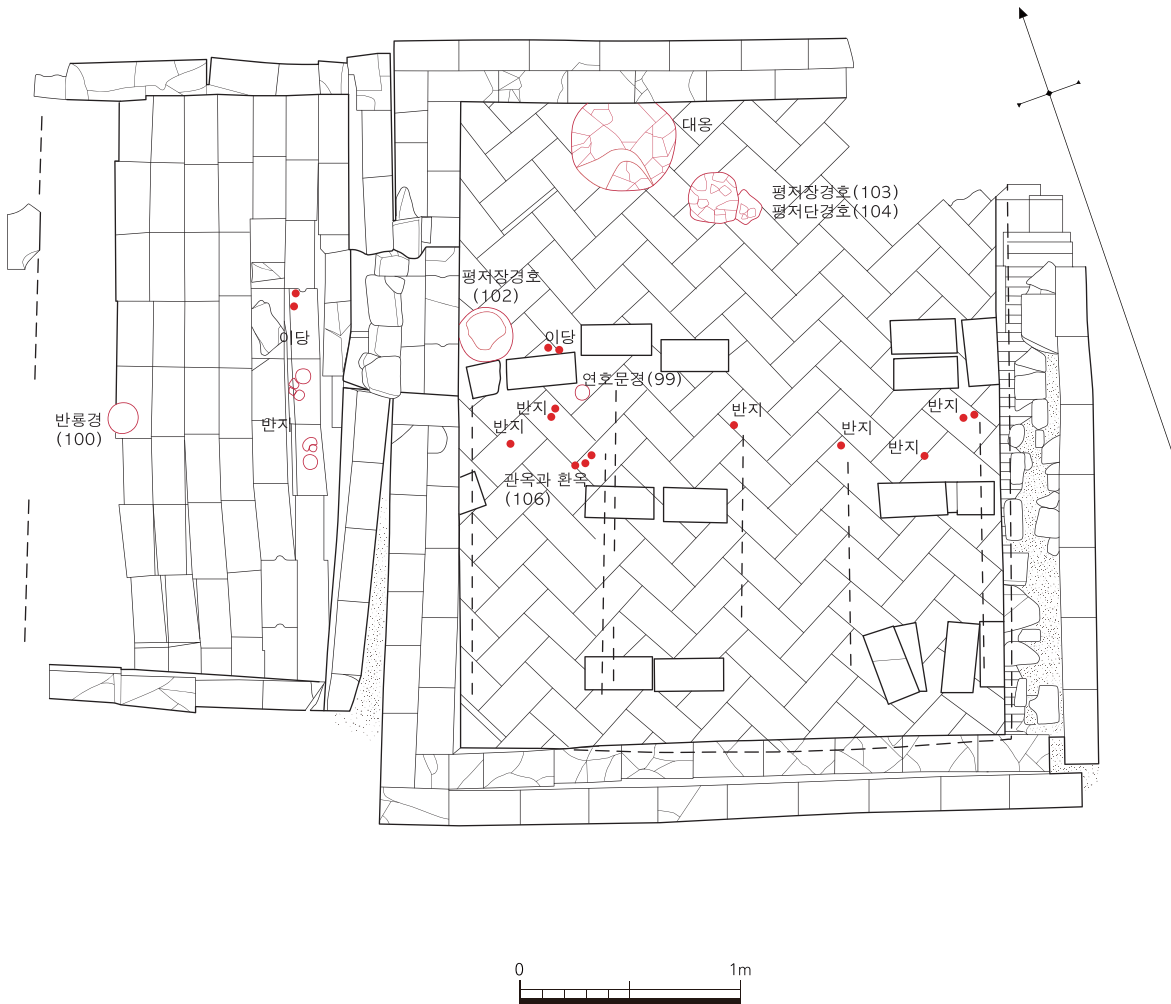 대옹
평저장경호(103)
평저단경호(104)
평저장경호
(102)
이당
이당
연호문경(99)
반지
반지
반지
반지
반지
반지
반룡경
(100)
반지
관옥과 환옥
(106)
0 1m